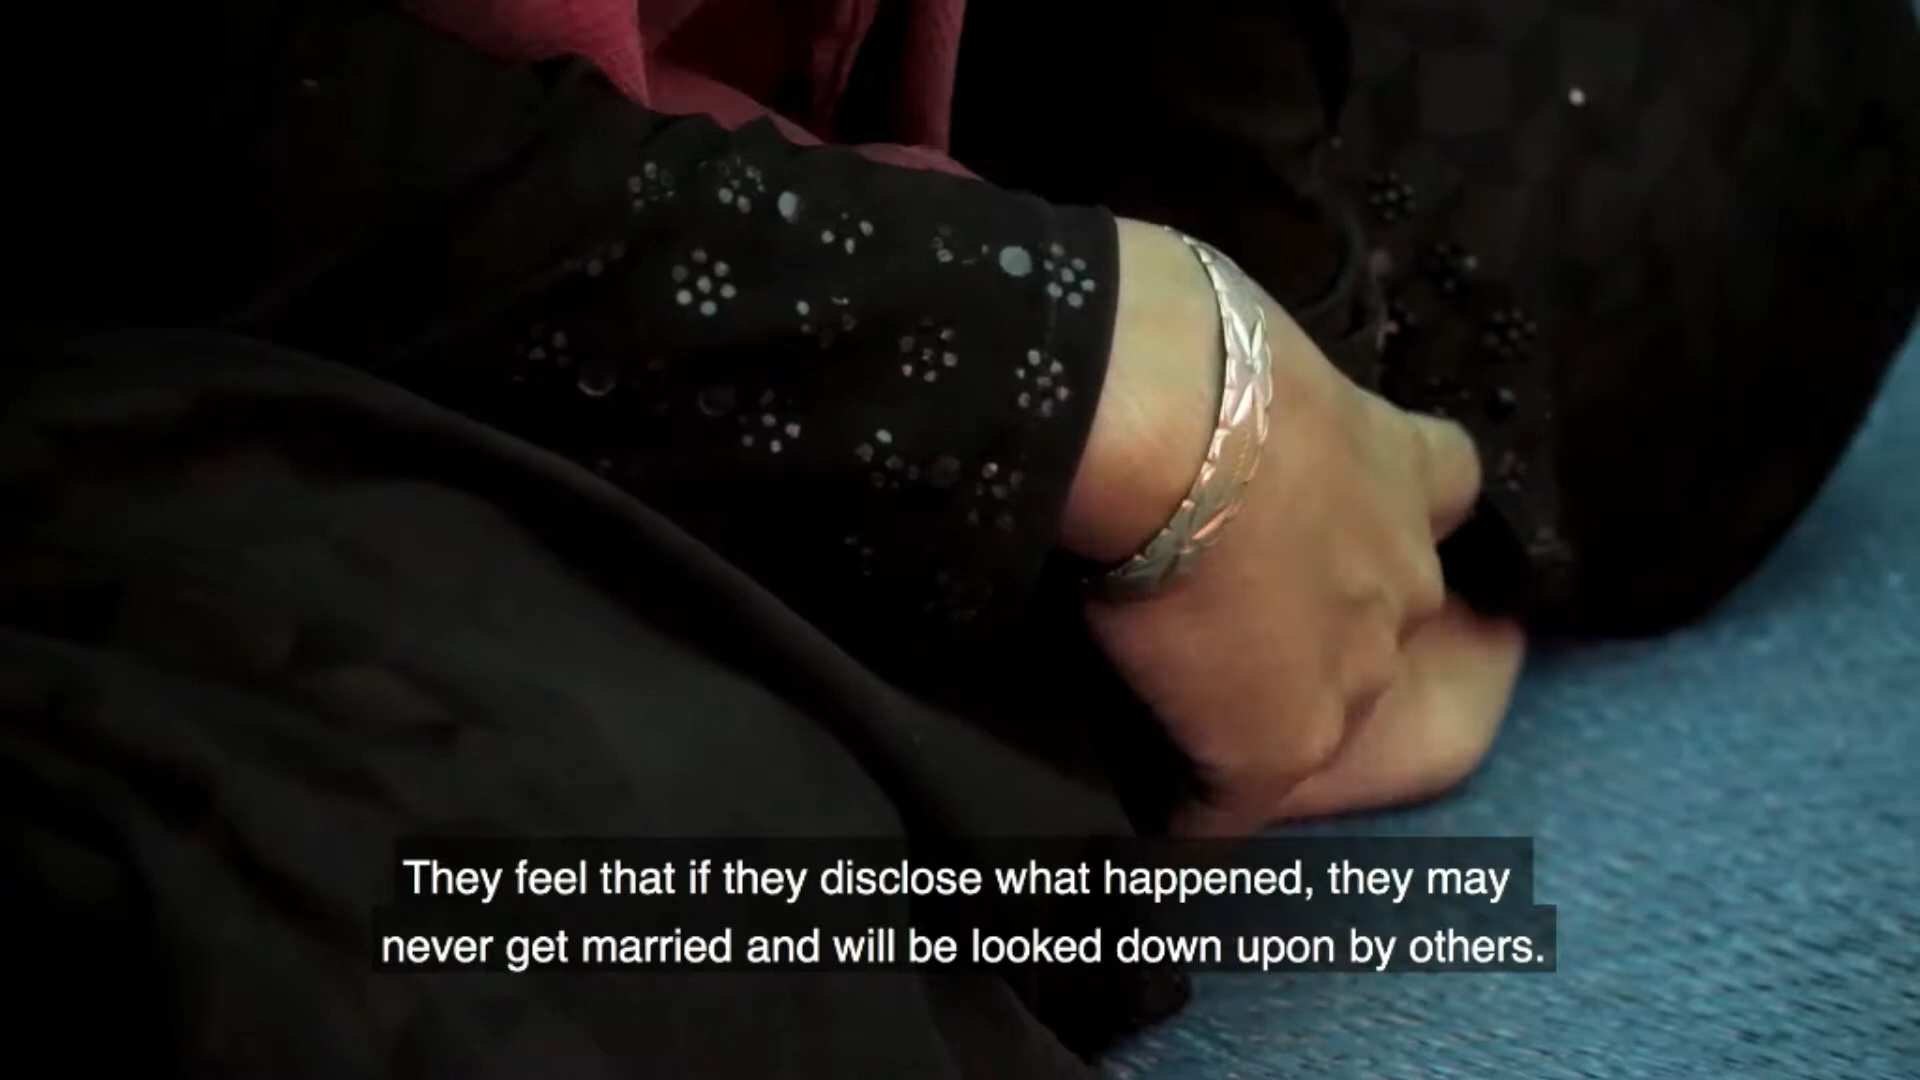 They feel that if they disclose what happened, they may
never get married and will be looked down upon by others.